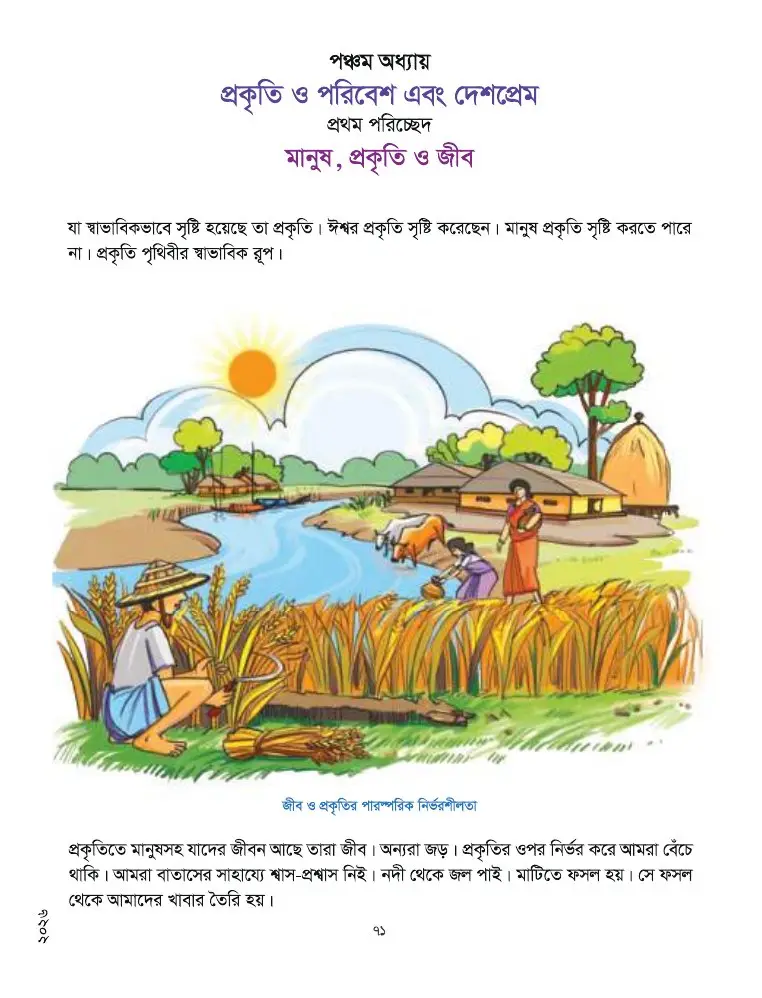 পঞ্চম অধ্যায়
প্রকৃতি ও পরিবেশ এবং দেশপ্রেম
প্রথম পরিচ্ছেদ
মানুষ, প্রকৃতি ও জীব
যা স্বাভাবিকভাবে সৃষ্টি হয়েছে তা প্রকৃতি। ঈশ্বর প্রকৃতি সৃষ্টি করেছেন। মানুষ প্রকৃতি সৃষ্টি করতে পারে
না। প্রকৃতি পৃথিবীর স্বাভাবিক রূপ।
জীব ও প্রকৃতির পারস্পরিক নির্ভরশীলতা
প্রকৃতিতে মানুষসহ যাদের জীবন আছে তারা জীব। অন্যরা জড়। প্রকৃতির ওপর নির্ভর করে আমরা বেঁচে
থাকি। আমরা বাতাসের সাহায্যে শ্বাস-প্রশ্বাস নিই। নদী থেকে জল পাই। মাটিতে ফসল হয়। সে ফসল
থেকে আমাদের খাবার তৈরি হয়।
২০২৬
৭১